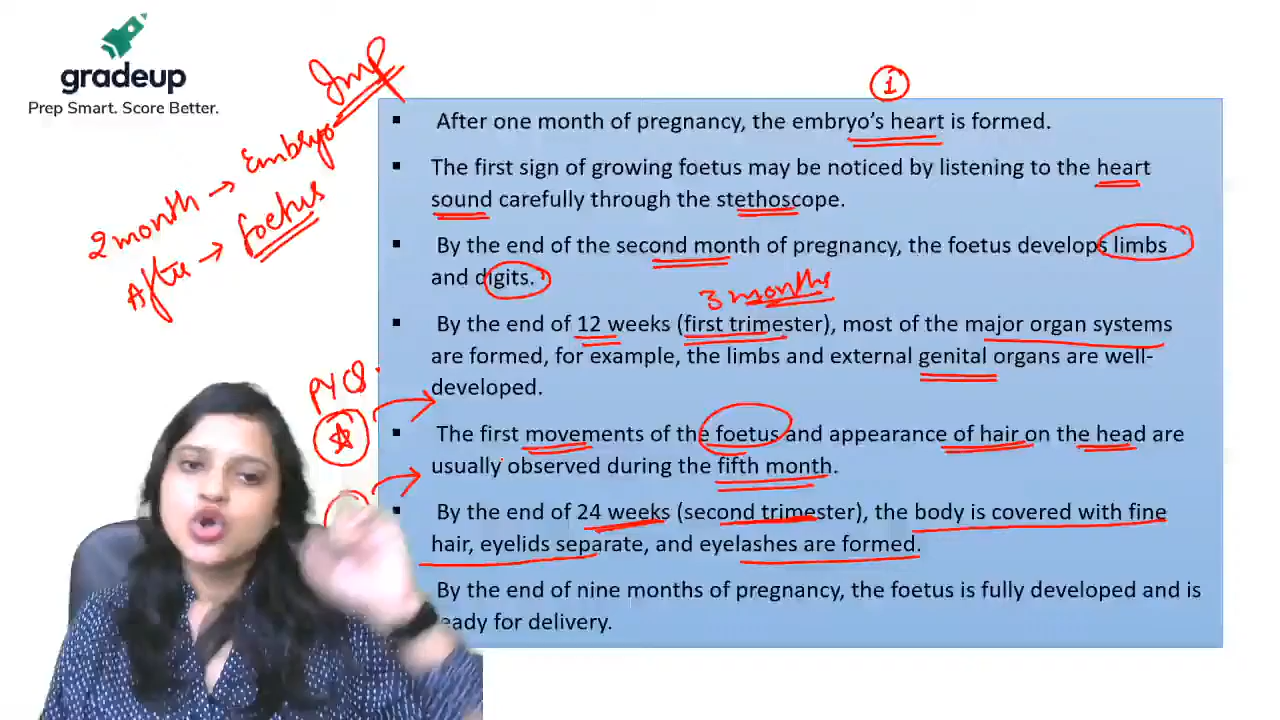 gradeup
Prep Smart. Score Better.
Imp
2 month → Embryo
After → foetus
1
▪ After one month of pregnancy, the embryo's heart is formed.
▪ The first sign of growing foetus may be noticed by listening to the heart
sound carefully through the stethoscope.
▪ By the end of the second month of pregnancy, the foetus develops limbs
and digits.
3 months
▪ By the end of 12 weeks (first trimester), most of the major organ systems
are formed, for example, the limbs and external genital organs are well-
developed.
PYQs
▪ The first movements of the foetus and appearance of hair on the head are
usually observed during the fifth month.
▪ By the end of 24 weeks (second trimester), the body is covered with fine
hair, eyelids separate, and eyelashes are formed.
By the end of nine months of pregnancy, the foetus is fully developed and is
eady for delivery.